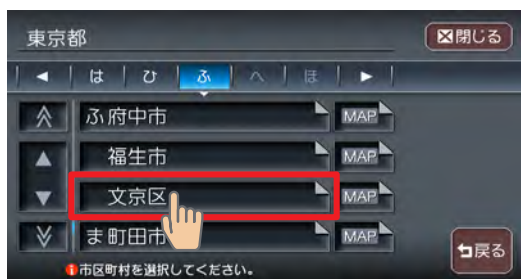 東京都 閉じる
は ひ ふ へ ほ
ふ府中市 MAP
福生市 MAP
文京区 MAP
ま町田市 MAP
市区町村を選択してください。
戻る